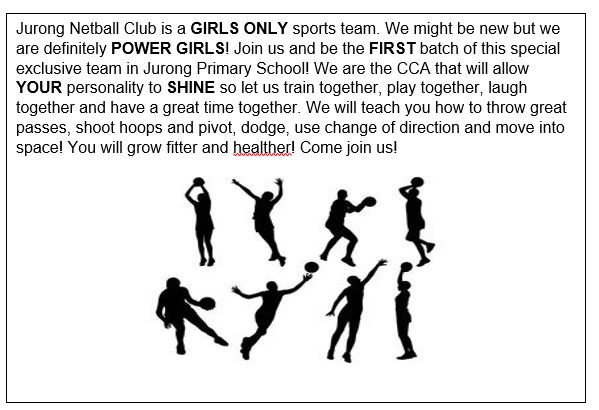 Jurong Netball Club is a GIRLS ONLY sports team. We might be new but we
are definitely POWER GIRLS! Join us and be the FIRST batch of this special
exclusive team in Jurong Primary School! We are the CCA that will allow
YOUR personality to SHINE so let us train together, play together, laugh
together and have a great time together. We will teach you how to throw great
passes, shoot hoops and pivot, dodge, use change of direction and move into
space! You will grow fitter and healther! Come join us!